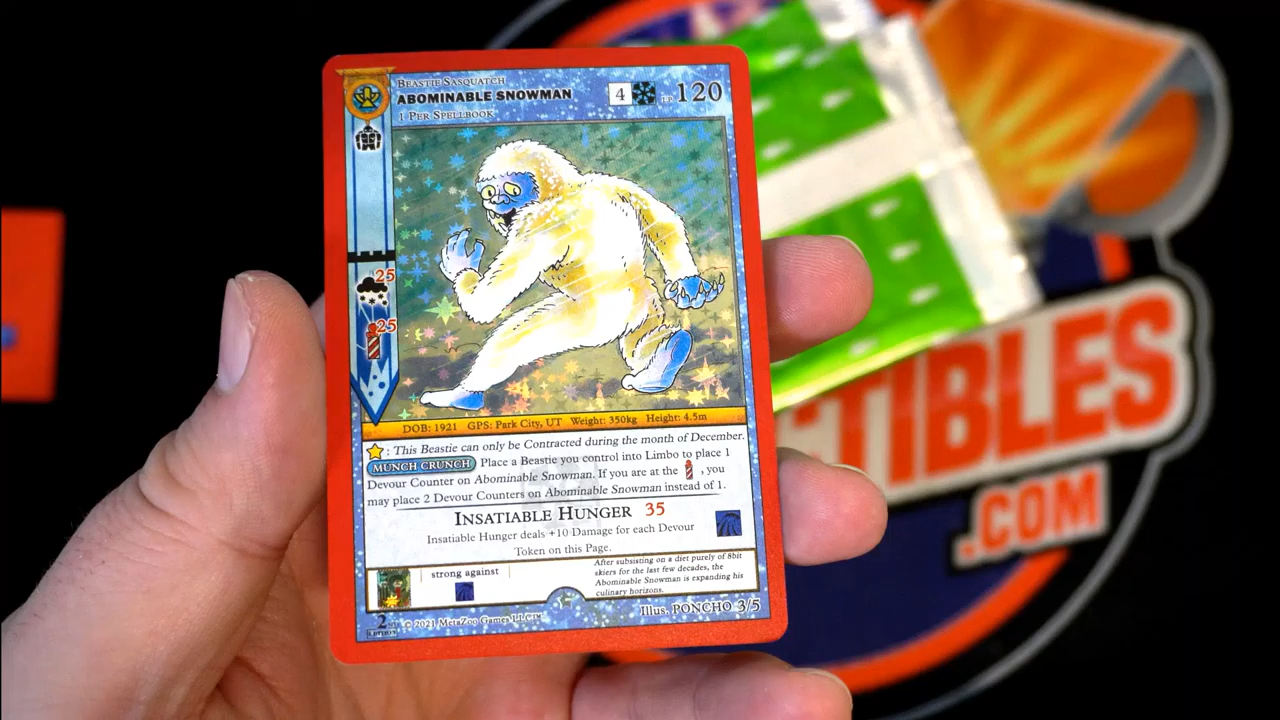 BEASTIE SASQUATCH
ABOMINABLE SNOWMAN
4 LP 120
1 PER SPELLBOOK
25
25
DOB: 1921 GPS: Park City, UT Weight: 350kg Height: 4.5m
: This Beastie can only be Contracted during the month of December.
MUNCH CRUNCH Place a Beastie you control into Limbo to place 1
Devour Counter on Abominable Snowman. If you are at the , you
may place 2 Devour Counters on Abominable Snowman instead of 1.
INSATIABLE HUNGER 35
Insatiable Hunger deals +10 Damage for each Devour
Token on this Page.
strong against
After subsisting on a diet purely of 8bit
skiers for the last few decades, the
Abominable Snowman is expanding his
culinary horizons.
2ND
EDITION
© 2021 MetaZoo Games LLC™
Illus. PONCHO 3/5
TIBLES
.COM